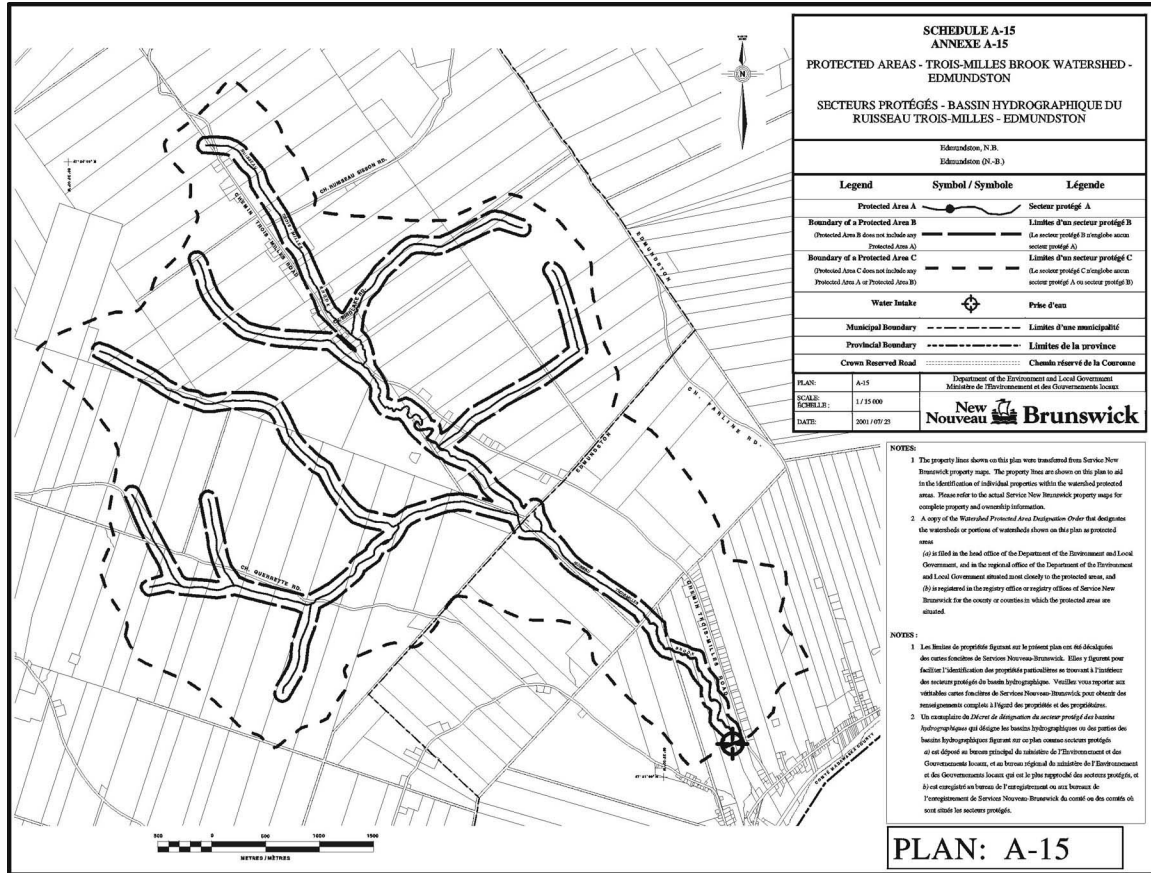 SCHEDULE A-15
ANNEXE A-15
PROTECTED AREAS - TROIS-MILLES BROOK WATERSHED -
EDMUNDSTON
SECTEURS PROTÉGÉS - BASSIN HYDROGRAPHIQUE DU
RUISSEAU TROIS-MILLES - EDMUNDSTON
Edmundston, N.B.
Edmundston (N.-B.)
Legend Symbol / Symbole Légende
Protected Area A Secteur protégé A
Boundary of a Protected Area B Limites d'un secteur protégé B
(Protected Area B does not include any (Le secteur protégé B n'englobe aucun
Protected Area A) secteur protégé A)
Boundary of a Protected Area C Limites d'un secteur protégé C
(Protected Area C does not include any (Le secteur protégé C n'englobe aucun
Protected Area A or Protected Area B) secteur protégé A ou secteur protégé B)
Water Intake Prise d'eau
Municipal Boundary Limites d'une municipalité
Provincial Boundary Limites de la province
Crown Reserved Road Chemin réservé de la Couronne
PLAN: A-15 Department of the Environment and Local Government
Ministère de l'Environnement et des Gouvernements locaux
SCALE:
ÉCHELLE : 1 / 15 000
DATE: 2001 / 07/ 23
New
Nouveau Brunswick
NOTES:
1 The property lines shown on this plan were transferred from Service New
Brunswick property maps. The property lines are shown on this plan to aid
in the identification of individual properties within the watershed protected
areas. Please refer to the actual Service New Brunswick property maps for
complete property and ownership information.
2 A copy of the Watershed Protected Area Designation Order that designates
the watersheds or portions of watersheds shown on this plan as protected
areas
(a) is filed in the head office of the Department of the Environment and Local
Government, and in the regional office of the Department of the Environment
and Local Government situated most closely to the protected areas, and
(b) is registered in the registry office or registry offices of Service New
Brunswick for the county or counties in which the protected areas are
situated.
NOTES :
1 Les limites de propriétés figurant sur le présent plan ont été décalquées
des cartes foncières de Services Nouveau-Brunswick. Elles y figurent pour
faciliter l'identification des propriétés particulières se trouvant à l'intérieur
des secteurs protégés du bassin hydrographique. Veuillez vous reporter aux
véritables cartes foncières de Services Nouveau-Brunswick pour obtenir des
renseignements complets à l'égard des propriétés et des propriétaires.
2 Un exemplaire du Décret de désignation du secteur protégé des bassins
hydrographiques qui désigne les bassins hydrographiques ou des parties des
bassins hydrographiques figurant sur ce plan comme secteurs protégés
a) est déposé au bureau principal du ministère de l'Environnement et des
Gouvernements locaux, et au bureau régional du ministère de l'Environnement
et des Gouvernements locaux qui est le plus rapproché des secteurs protégés, et
b) est enregistré au bureau de l'enregistrement ou aux bureaux de
l'enregistrement de Services Nouveau-Brunswick du comté ou des comtés où
sont situés les secteurs protégés.
PLAN: A-15
N
CH. RUISSEAU SISSON RD.
CHEMIN TROIS-MILLES ROAD
EDMUNDSTON
CH. PARLINE RD.
EDMUNDSTON
CH. QUERRETTE RD.
CHEMIN TROIS-MILLES ROAD
BROOK
COMTE MADAWASKA COUNTY
500 0 500 1000 1500
METRES / MÈTRES